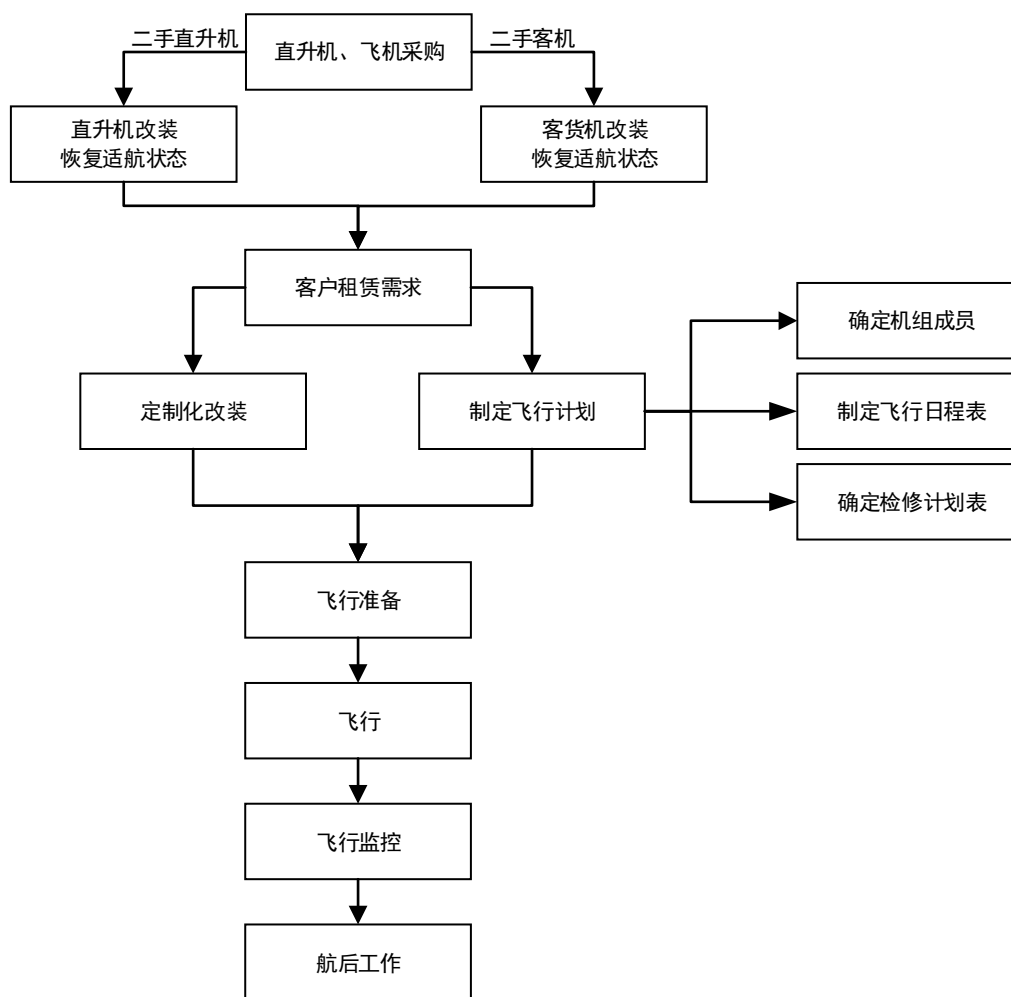 二手直升机
直升机、飞机采购
二手客机
直升机改装
恢复适航状态
客货机改装
恢复适航状态
客户租赁需求
确定机组成员
定制化改装
制定飞行计划
制定飞行日程表
确定检修计划表
飞行准备
飞行
飞行监控
航后工作